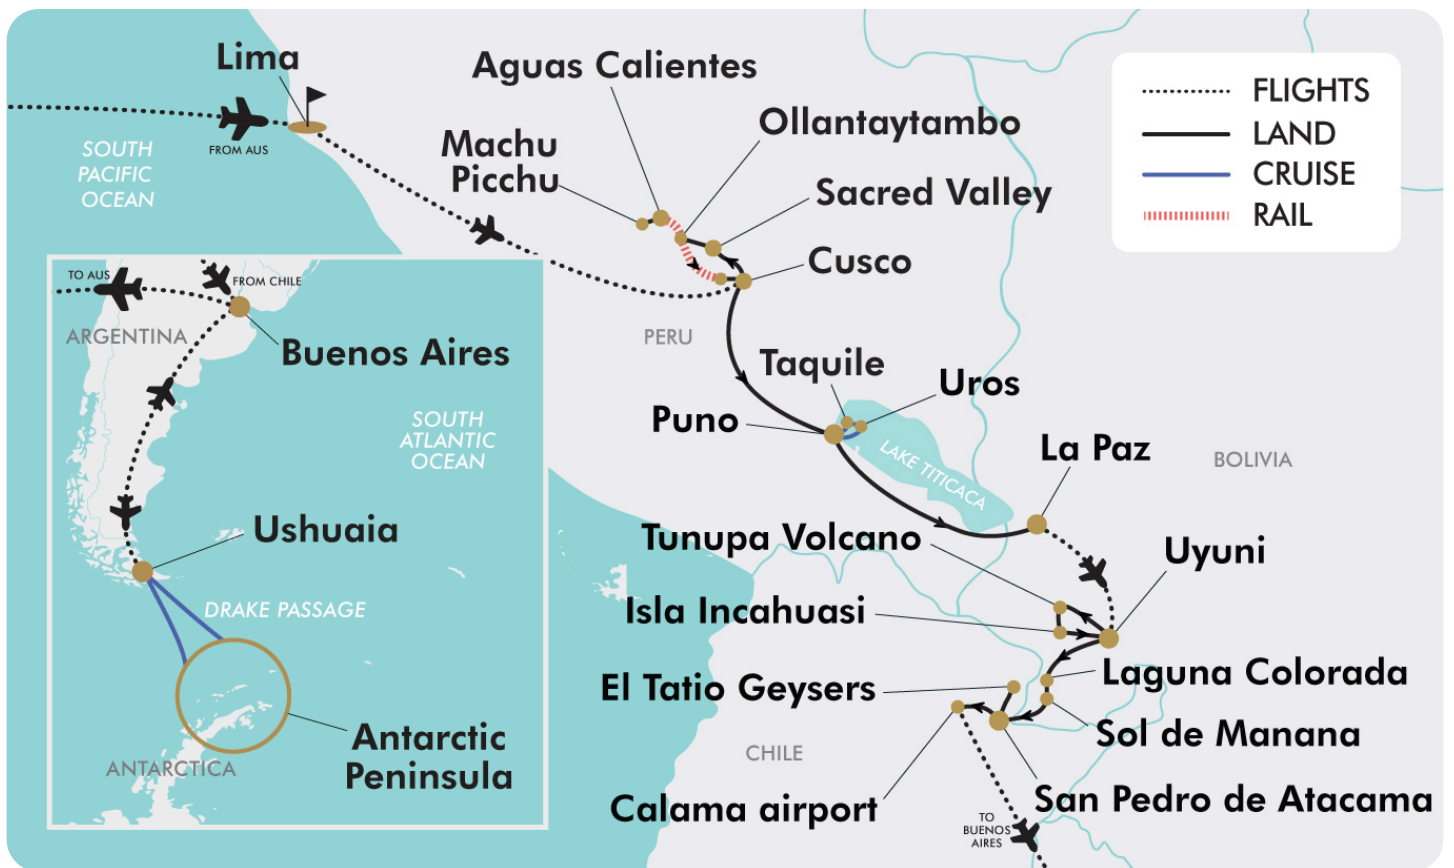 Lima
Aguas Calientes
Ollantaytambo
Machu
Picchu
Sacred Valley
Cusco
FROM AUS
SOUTH
PACIFIC
OCEAN
FLIGHTS
LAND
CRUISE
RAIL
PERU
Taquile
Uros
Puno
LAKE TITICACA
La Paz
BOLIVIA
Tunupa Volcano
Uyuni
Isla Incahuasi
El Tatio Geysers
Laguna Colorada
Sol de Manana
CHILE
Calama airport
San Pedro de Atacama
TO
BUENOS
AIRES
TO AUS
FROM CHILE
ARGENTINA
Buenos Aires
SOUTH
ATLANTIC
OCEAN
Ushuaia
DRAKE PASSAGE
Antarctic
Peninsula
ANTARCTICA